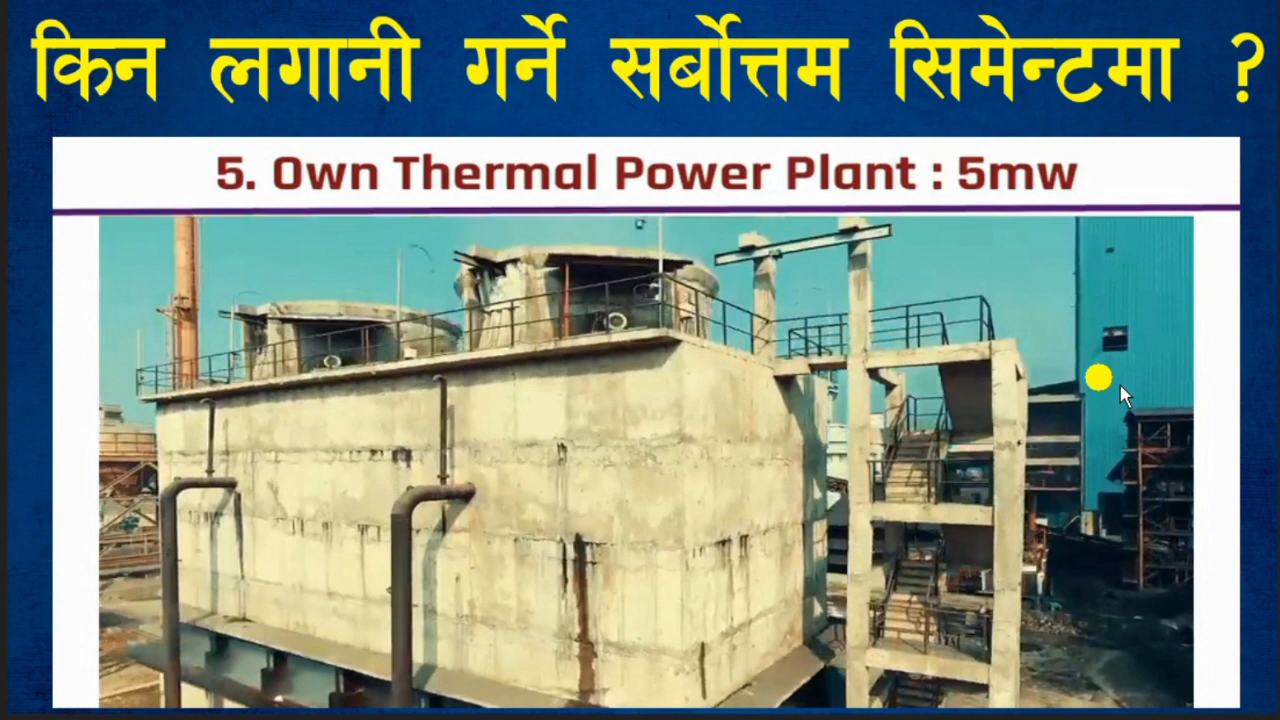 किन लगानी गर्ने सर्बोत्तम सिमेन्टमा ?
5. Own Thermal Power Plant : 5mw